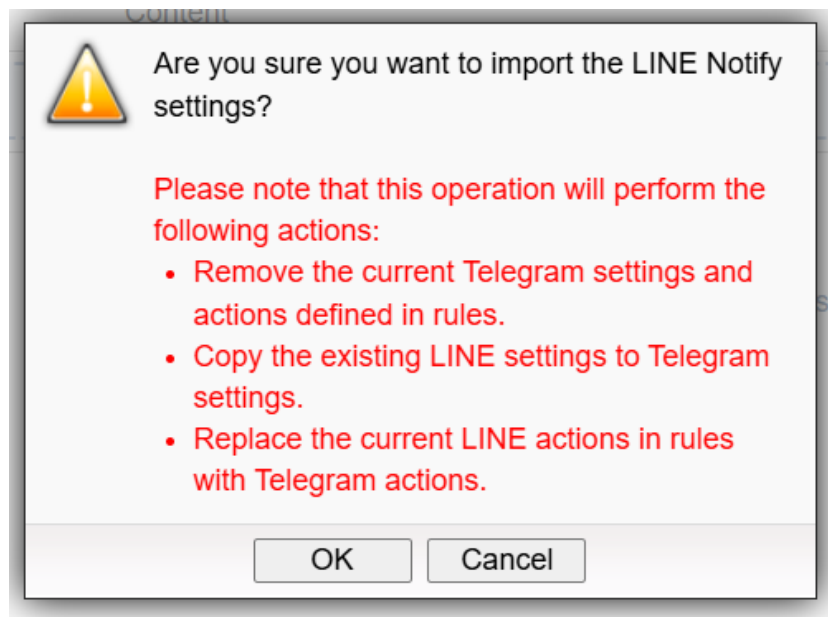 Content
Are you sure you want to import the LINE Notify
settings?
Please note that this operation will perform the
following actions:
• Remove the current Telegram settings and
actions defined in rules.
• Copy the existing LINE settings to Telegram
settings.
• Replace the current LINE actions in rules
with Telegram actions.
OK
Cancel